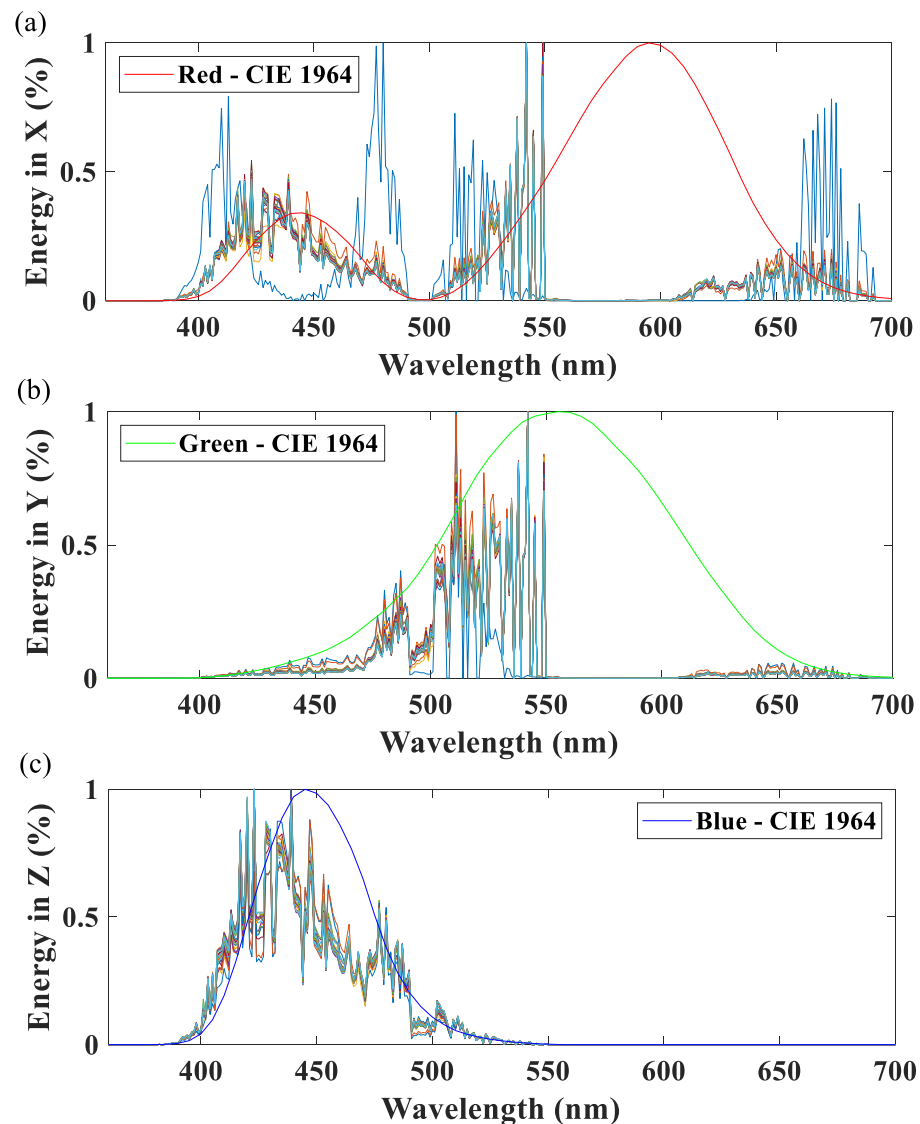 (a)
Energy in X (%)
1
0.5
0
Red - CIE 1964
400 450 500 550 600 650 700
Wavelength (nm)
(b)
Energy in Y (%)
1
0.5
0
Green - CIE 1964
400 450 500 550 600 650 700
Wavelength (nm)
(c)
Energy in Z (%)
1
0.5
0
Blue - CIE 1964
400 450 500 550 600 650 700
Wavelength (nm)